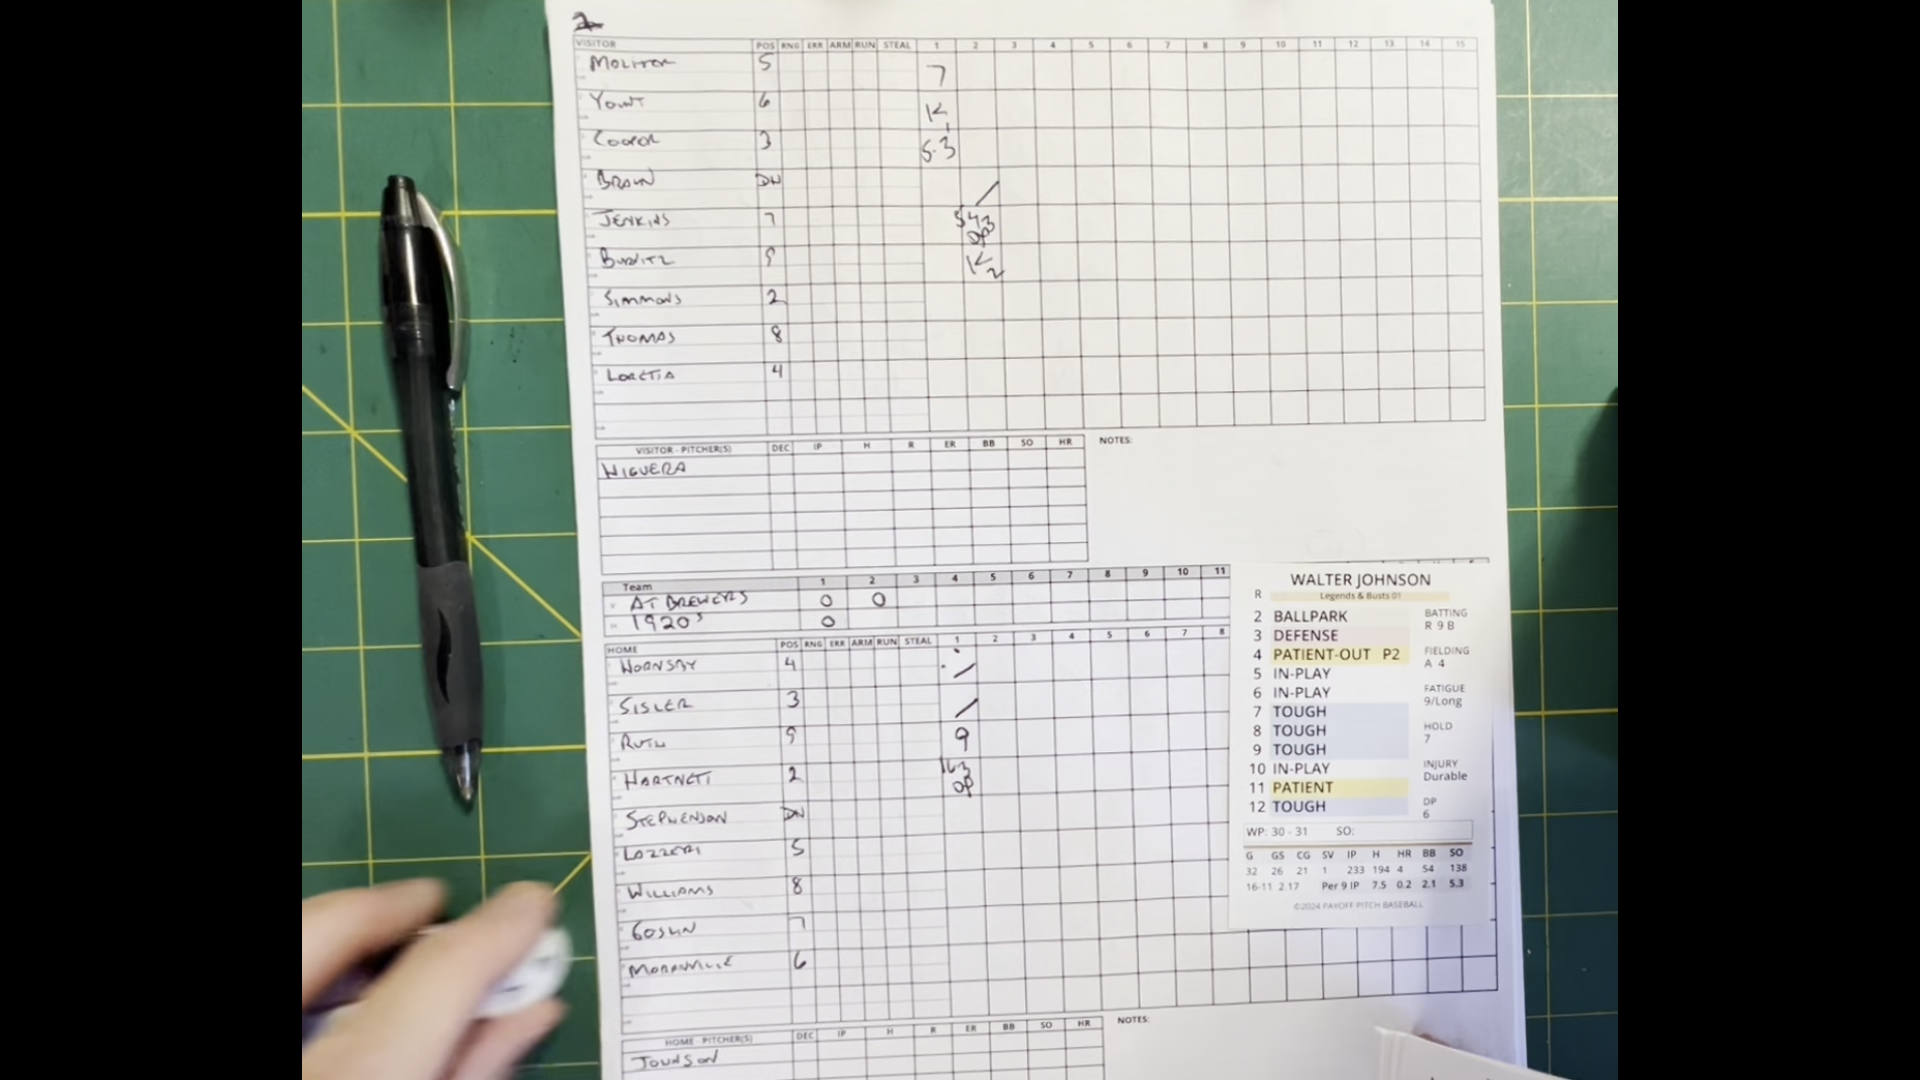 2
VISITOR POS RNG ERR ARM RUN STEAL 1 2 3 4 5 6 7 8 9 10 11 12 13 14 15
MOLITOR 5 7
YOUNT 6 K
COOPER 3 5-3
BRAUN DH
JENKINS 7 543 DP3
BURNITZ 9 K 2
SIMMONS 2
THOMAS 8
LORETTA 4
VISITOR - PITCHER(S) DEC IP H R ER BB SO HR NOTES:
HIGUERA
Team 1 2 3 4 5 6 7 8 9 10 11
AT BREWERS 0 0
1920s 0
HOME POS RNG ERR ARM RUN STEAL 1 2 3 4 5 6 7 8
HORNSBY 4
SISLER 3
RUTH 9 9
HARTNETT 2 163 DP
STEPHENSON DH
LAZZERI 5
WILLIAMS 8
GOSLIN 7
MARANVILLE 6
HOME - PITCHER(S) DEC IP H R ER BB SO HR NOTES:
JOHNSON
WALTER JOHNSON
R Legends & Busts 01
2 BALLPARK
3 DEFENSE
4 PATIENT-OUT P2
5 IN-PLAY
6 IN-PLAY
7 TOUGH
8 TOUGH
9 TOUGH
10 IN-PLAY
11 PATIENT
12 TOUGH
BATTING
R 9 B
FIELDING
A 4
FATIGUE
9/Long
HOLD
7
INJURY
Durable
DP
6
WP: 30 - 31 SO:
G GS CG SV IP H HR BB SO
32 26 21 1 233 194 4 54 138
16-11 2.17 Per 9 IP 7.5 0.2 2.1 5.3
©2024 PAYOFF PITCH BASEBALL